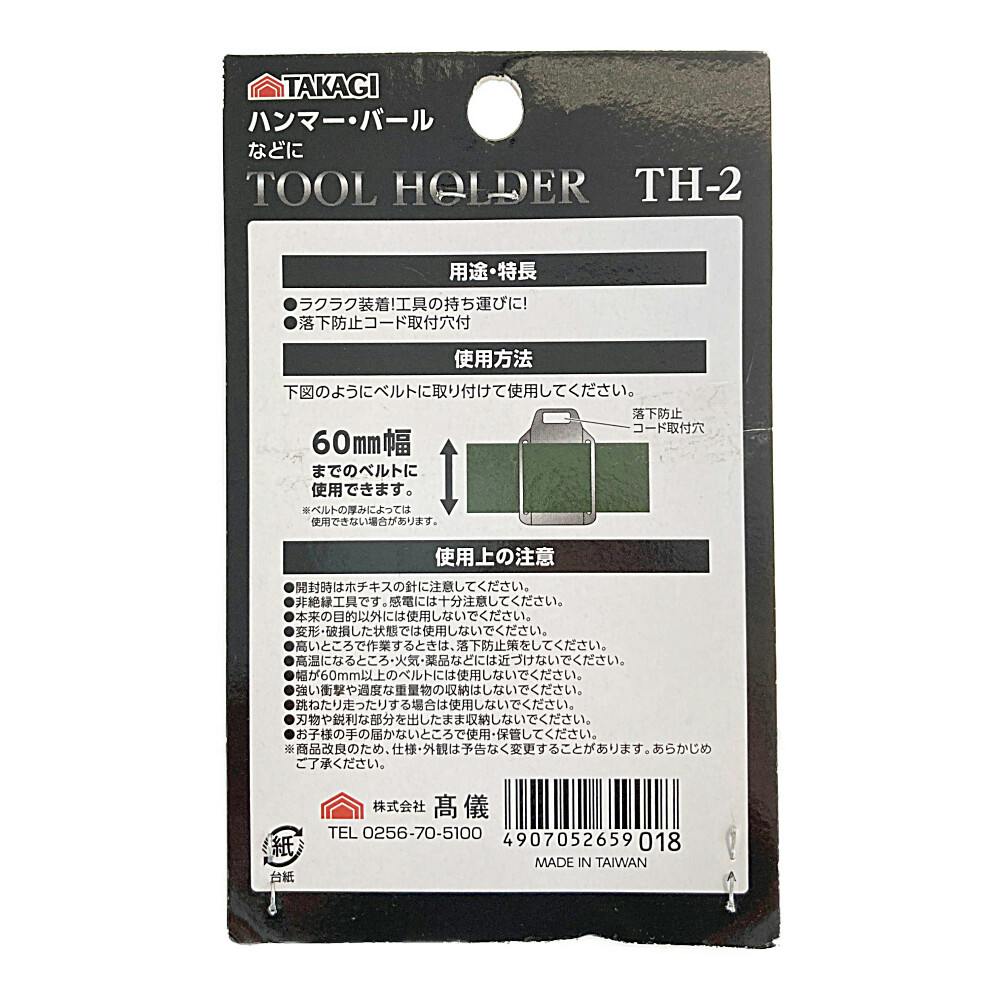 TAKAGI
ハンマー・バール
などに
TOOL HOLDER TH-2
用途・特長
●ラクラク装着!工具の持ち運びに!
●落下防止コード取付穴付
使用方法
下図のようにベルトに取り付けて使用してください。
落下防止
コード取付穴
60mm幅
までのベルトに
使用できます。
※ベルトの厚みによっては
使用できない場合があります。
使用上の注意
●開封時はホチキスの針に注意してください。
●非絶縁工具です。感電には十分注意してください。
●本来の目的以外には使用しないでください。
●変形・破損した状態では使用しないでください。
●高いところで作業するときは、落下防止策をしてください。
●高温になるところ・火気・薬品などには近づけないでください。
●幅が60mm以上のベルトには使用しないでください。
●強い衝撃や過度な重量物の収納はしないでください。
●跳ねたり走ったりする場合は使用しないでください。
●刃物や鋭利な部分を出したまま収納しないでください。
●お子様の手の届かないところで使用・保管してください。
※商品改良のため、仕様・外観は予告なく変更することがあります。あらかじめ
ご了承ください。
株式会社 髙儀
TEL 0256-70-5100
4907052659018
MADE IN TAIWAN
紙
台紙